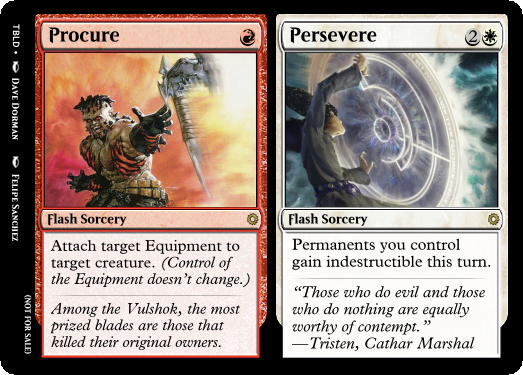 Procure
Flash Sorcery
Attach target Equipment to
target creature. (Control of
the Equipment doesn't change.)
Among the Vulshok, the most
prized blades are those that
killed their original owners.
Persevere
2
Flash Sorcery
Permanents you control
gain indestructible this turn.
“Those who do evil and those
who do nothing are equally
worthy of contempt.”
—Tristen, Cathar Marshal
TBLD • Dave Dorman Felipe Sanchez
(NOT FOR SALE)